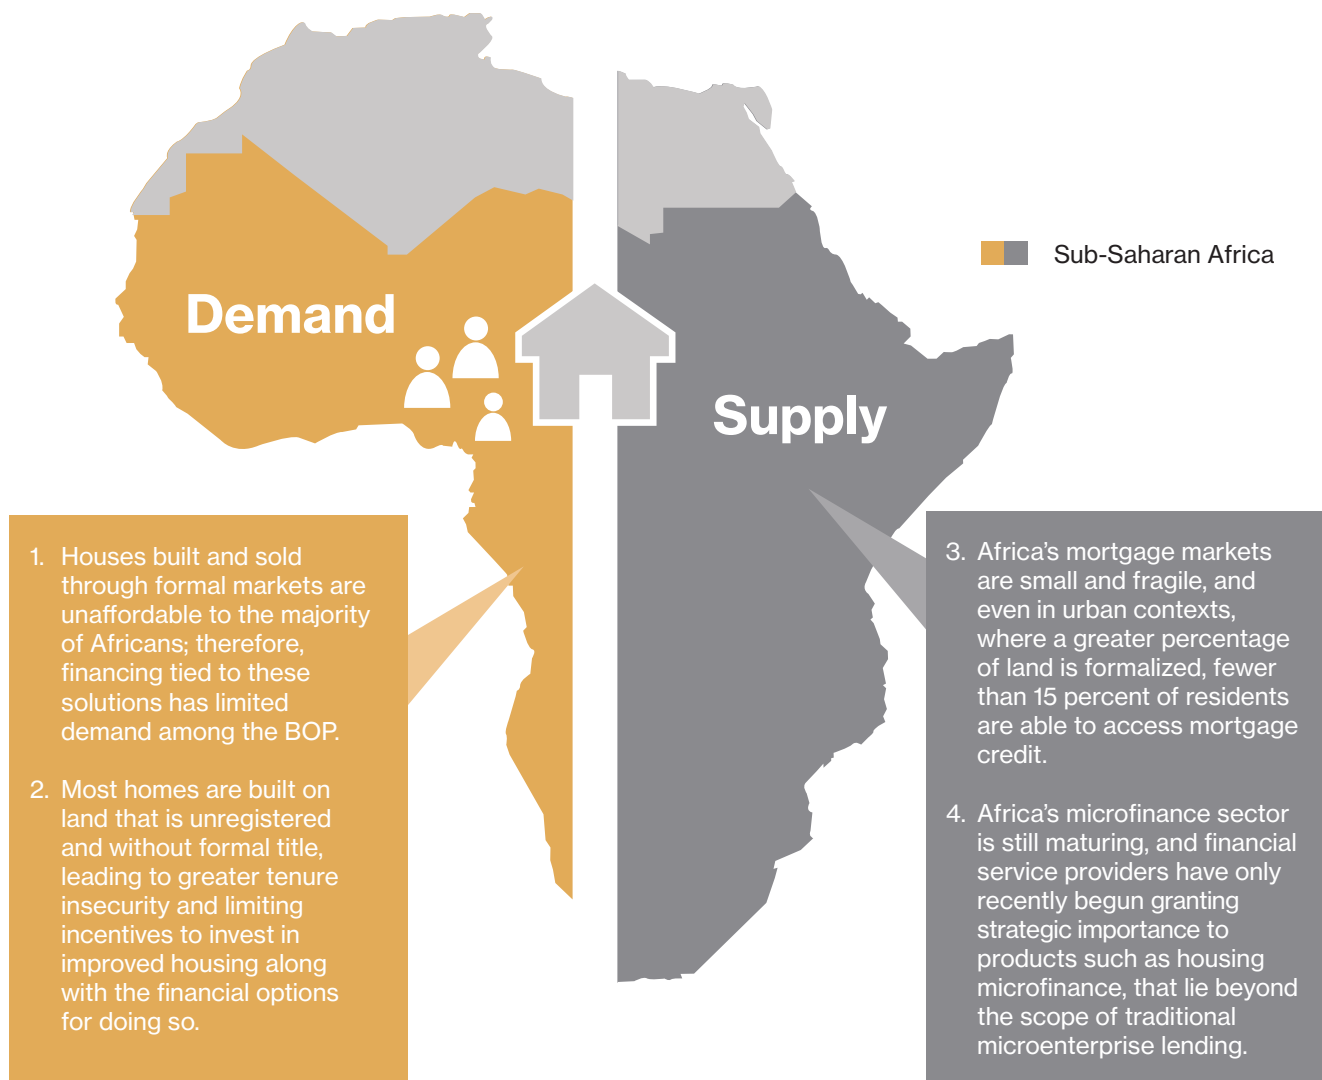 Sub-Saharan Africa
Demand
Supply
1. Houses built and sold
through formal markets are
unaffordable to the majority
of Africans; therefore,
financing tied to these
solutions has limited
demand among the BOP.
2. Most homes are built on
land that is unregistered
and without formal title,
leading to greater tenure
insecurity and limiting
incentives to invest in
improved housing along
with the financial options
for doing so.
3. Africa’s mortgage markets
are small and fragile, and
even in urban contexts,
where a greater percentage
of land is formalized, fewer
than 15 percent of residents
are able to access mortgage
credit.
4. Africa’s microfinance sector
is still maturing, and financial
service providers have only
recently begun granting
strategic importance to
products such as housing
microfinance, that lie beyond
the scope of traditional
microenterprise lending.